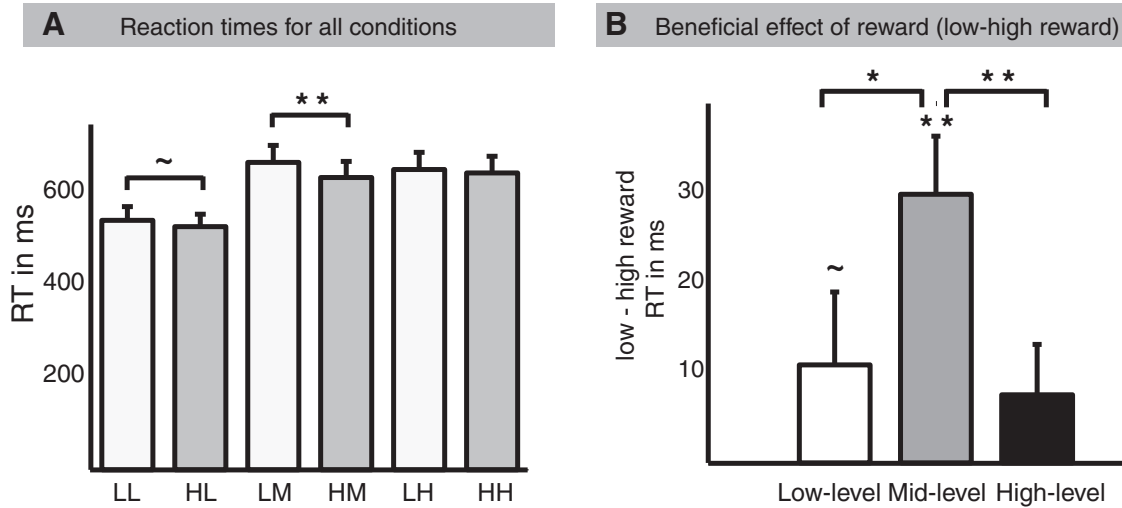 A Reaction times for all conditions
* *
~
RT in ms
600
400
200
LL HL LM HM LH HH
B Beneficial effect of reward (low-high reward)
* * *
* *
~
low - high reward
RT in ms
30
20
10
Low-level Mid-level High-level